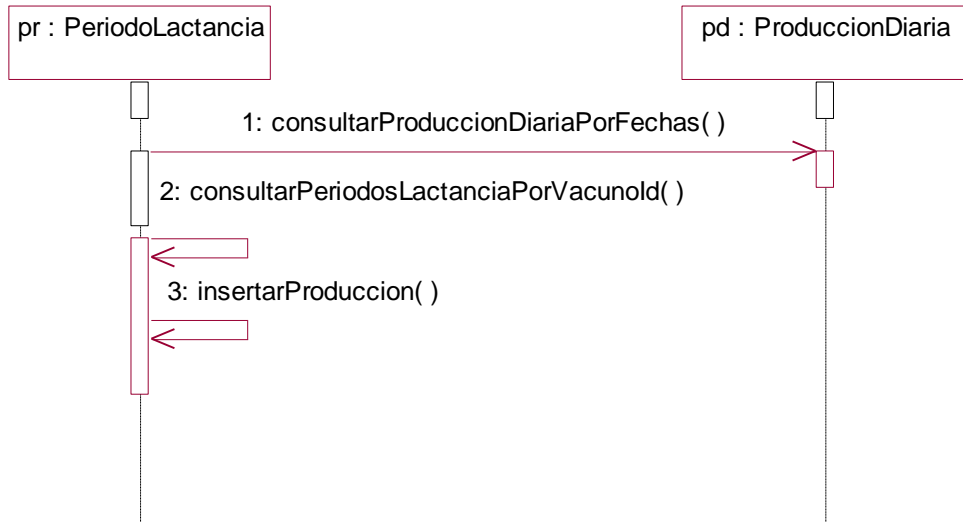 pr : PeriodoLactancia
pd : ProduccionDiaria
1: consultarProduccionDiariaPorFechas( )
2: consultarPeriodosLactanciaPorVacunoId( )
3: insertarProduccion( )